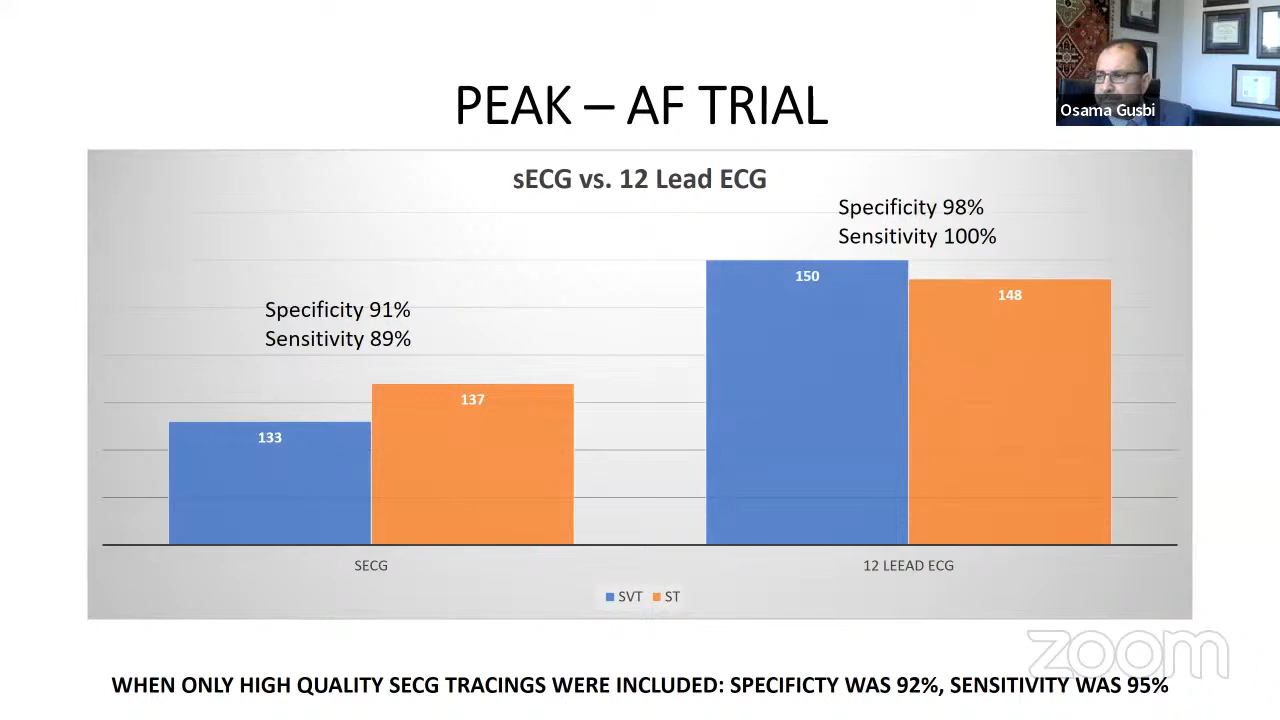 Osama Gusbi
PEAK – AF TRIAL
sECG vs. 12 Lead ECG
Specificity 98%
Sensitivity 100%
150
148
Specificity 91%
Sensitivity 89%
137
133
SECG
12 LEEAD ECG
SVT
ST
zoom
WHEN ONLY HIGH QUALITY SECG TRACINGS WERE INCLUDED: SPECIFICTY WAS 92%, SENSITIVITY WAS 95%